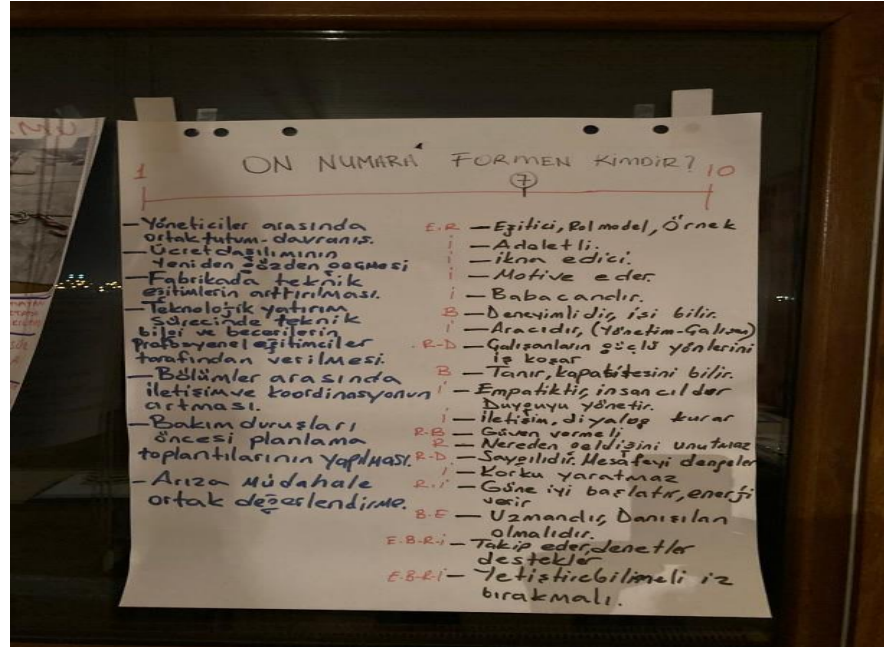 ON NUMARA FORMEN KİMDİR?
1 7 10
– Yöneticiler arasında
ortak tutum-davranış.
– Ücret dağılımının
Yeniden gözden geçmesi
– Fabrikada teknik
eğitimlerin arttırılması.
– Teknolojik yatırım
sürecinde teknik
bilgi ve becerilerin
profosyonel eğitimciler
tarafından verilmesi.
– Bölümler arasında
iletişim ve koordinasyonun
artması.
– Bakım duruşları
öncesi planlama
toplantılarının yapılması.
– Arıza Müdahale
ortak değerlendirme.
E.R – Eğitici, Rol model, Örnek
i – Adaletli.
i – ikna edici.
i – Motive eder.
i – Babacandır.
B – Deneyimlidir, işi bilir.
i – Aracıdır, (Yönetim-Çalışan)
R-D – Çalışanların güçlü yönlerini
iş koşar
B – Tanır, kapasitesini bilir.
i – Empatiktir, insancıldır
Duyguyu yönetir.
i – iletişim, diyalog kurar
R-B – Güven vermeli
R – Nereden geldiğini unutmaz
R-D – Saygılıdır. Mesafeyi dengeler
i – Korku yaratmaz
R.i – Güne iyi başlatır, enerji
verir
B-E – Uzmandır, Danışılan
olmalıdır.
E-B-R-i – Takip eder, denetler
destekler
E-B-R-i – Yetiştirebilmeli iz
bırakmalı.